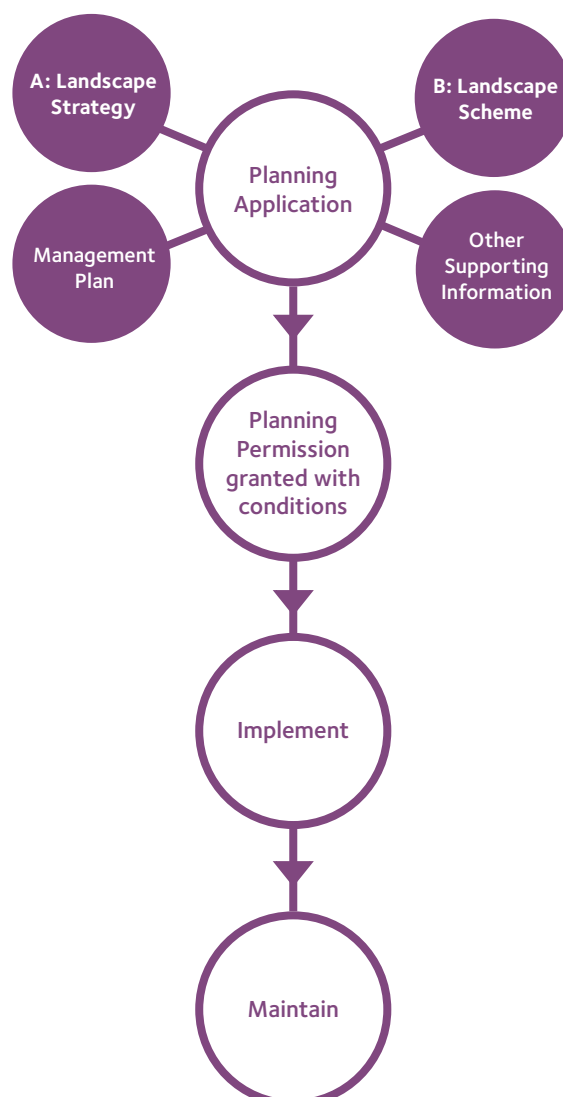 A: Landscape
Strategy
B: Landscape
Scheme
Planning
Application
Management
Plan
Other
Supporting
Information
Planning
Permission
granted with
conditions
Implement
Maintain